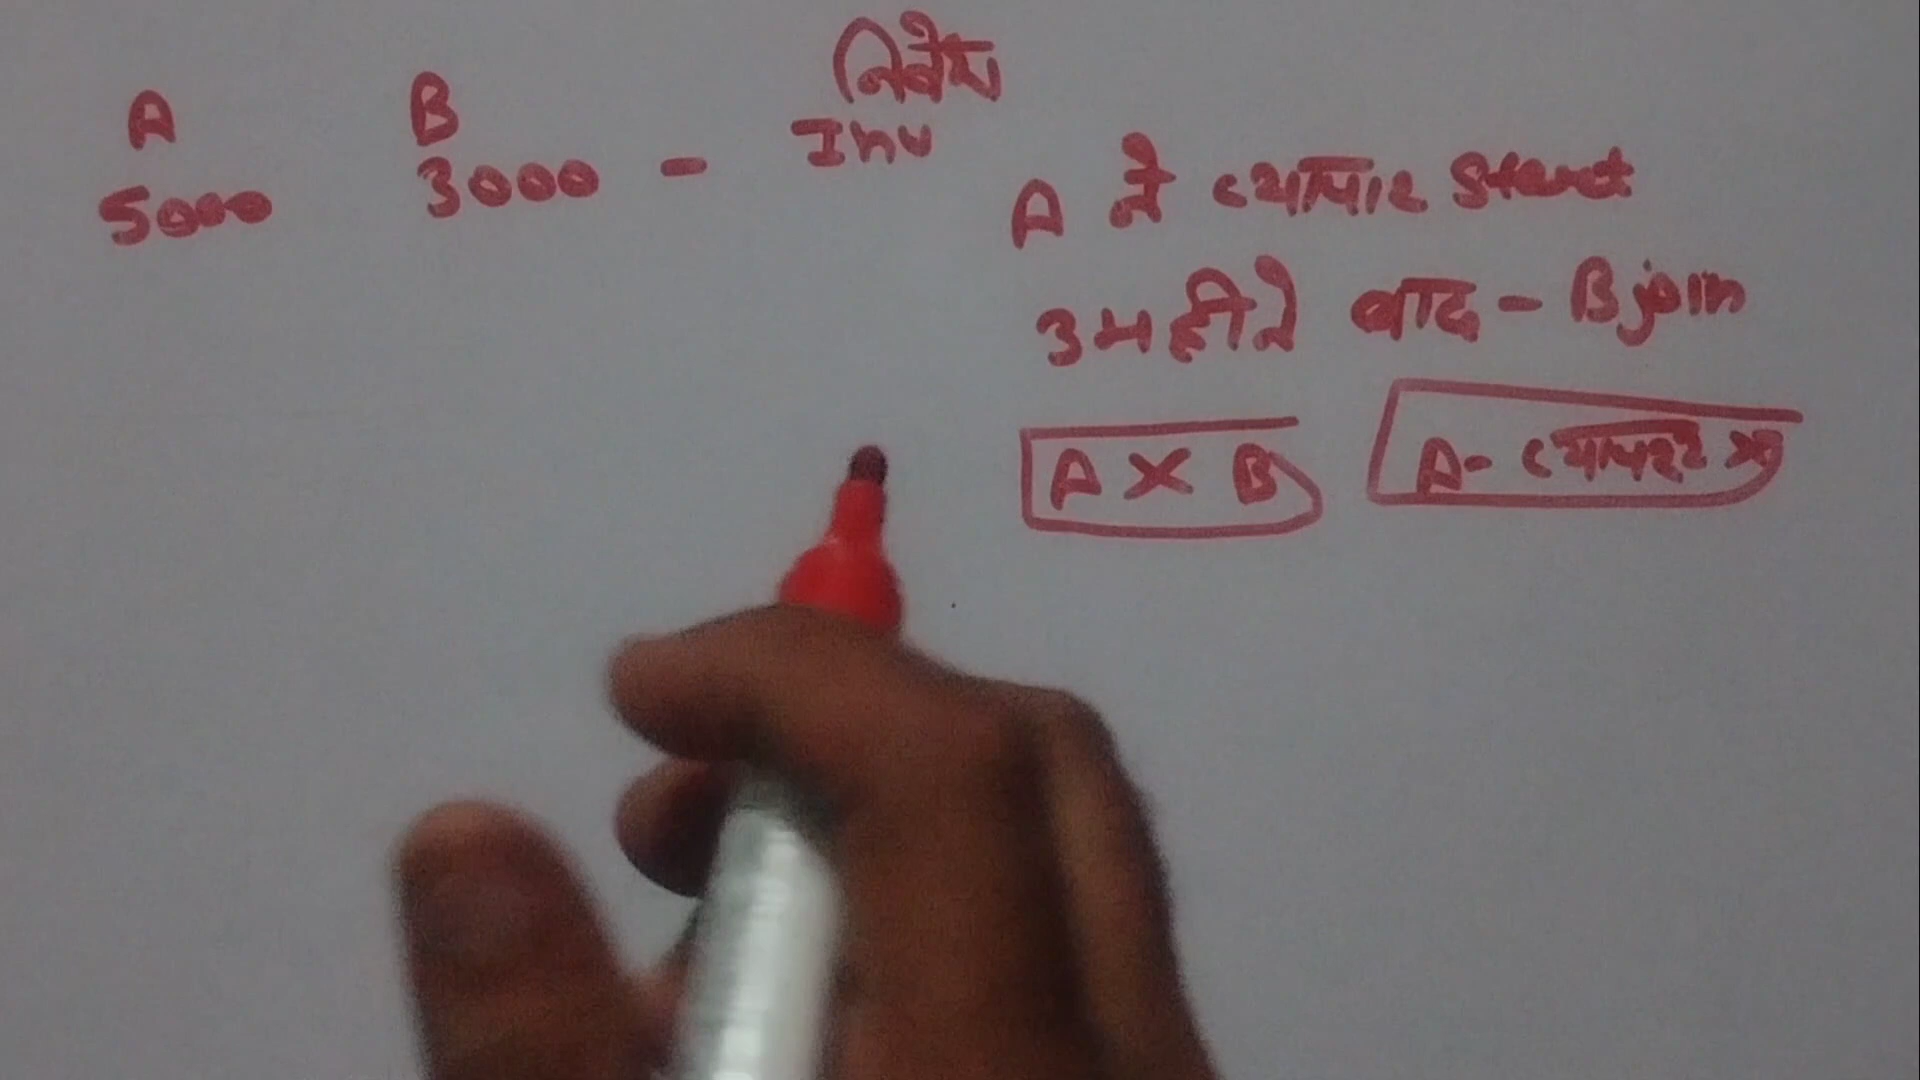 A B निवेश
5000 3000 - Inv
A ने व्यापार Start
3 महीने बाद - B join
A X B A- व्यापार X